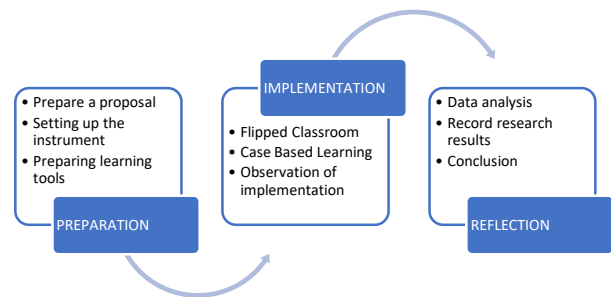 • Prepare a proposal
• Setting up the
instrument
• Preparing learning
tools
PREPARATION
IMPLEMENTATION
• Flipped Classroom
• Case Based Learning
• Observation of
implementation
• Data analysis
• Record research
results
• Conclusion
REFLECTION